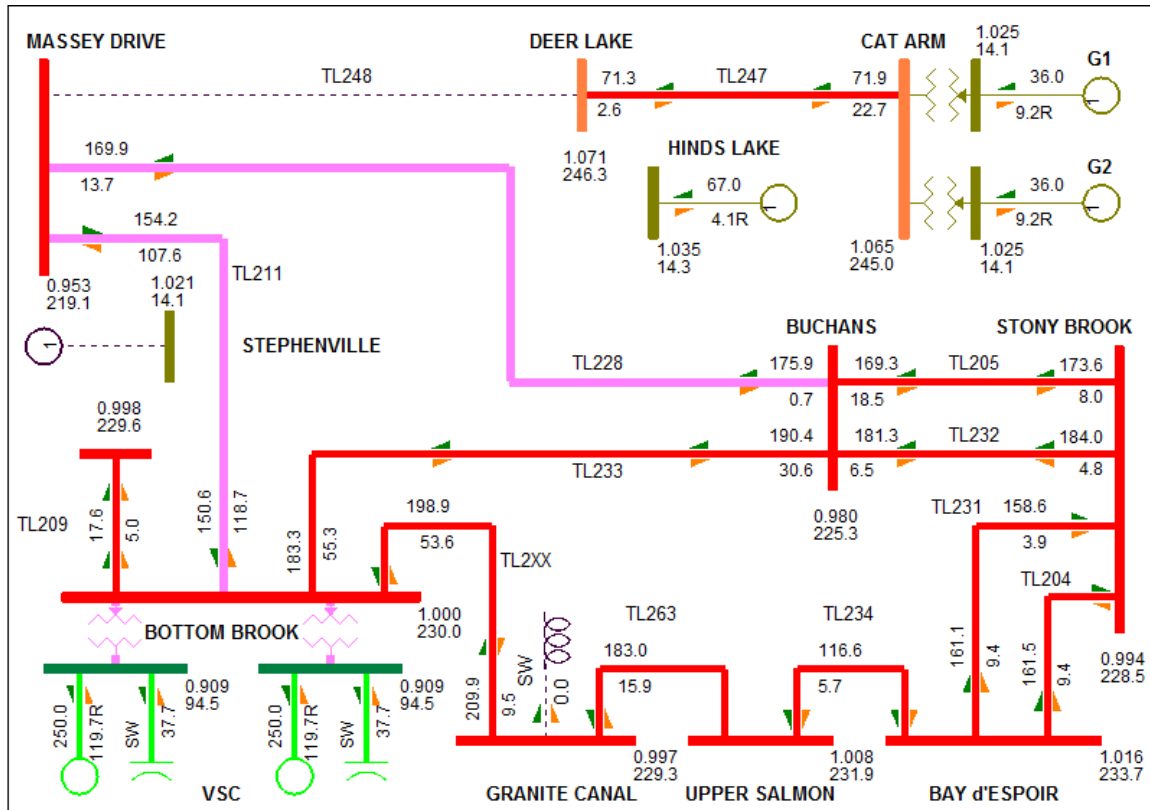 MASSEY DRIVE
DEER LAKE
CAT ARM
1.025
14.1
G1
TL248
71.3
TL247
71.9
36.0
2.6
22.7
9.2R
1
169.9
13.7
1.071
246.3
HINDS LAKE
67.0
4.1R
1
G2
36.0
9.2R
1
154.2
107.6
1.035
14.3
1.065
245.0
1.025
14.1
0.953
219.1
1.021
14.1
TL211
1
STEPHENVILLE
BUCHANS
STONY BROOK
TL228
175.9
169.3
TL205
173.6
0.7
18.5
8.0
0.998
229.6
190.4
181.3
TL232
184.0
TL233
30.6
6.5
4.8
TL209
17.6
5.0
150.6
118.7
183.3
55.3
198.9
53.6
TL2XX
0.980
225.3
TL231
158.6
3.9
TL204
1.000
230.0
BOTTOM BROOK
TL263
TL234
183.0
116.6
15.9
5.7
SW
0.0
209.9
9.5
161.1
9.4
161.5
9.4
0.994
228.5
0.909
94.5
0.909
94.5
250.0
119.7R
SW
37.7
250.0
119.7R
SW
37.7
0.997
229.3
1.008
231.9
1.016
233.7
VSC
GRANITE CANAL
UPPER SALMON
BAY d'ESPOIR